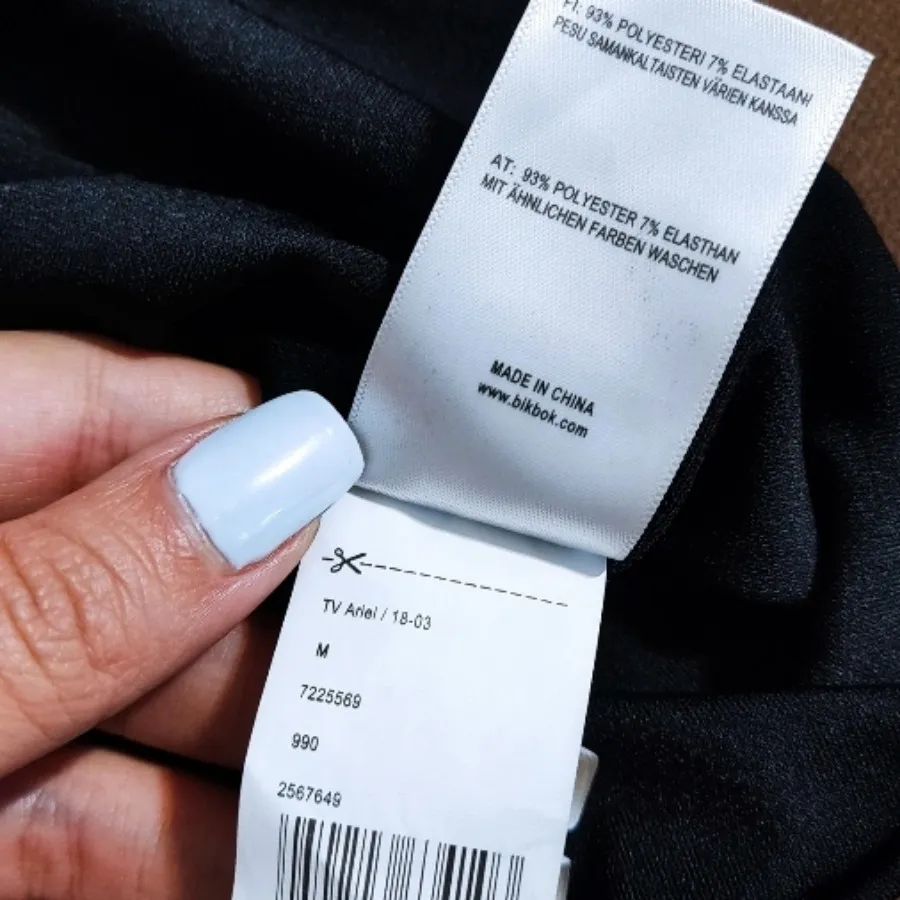 FI: 93% POLYESTERI 7% ELASTAANI
PESU SAMANKALTAISTEN VÄRIEN KANSSA
AT: 93% POLYESTER 7% ELASTHAN
MIT ÄHNLICHEN FARBEN WASCHEN
MADE IN CHINA
www.bikbok.com
TV Ariel / 18-03
M
7225569
990
2567649